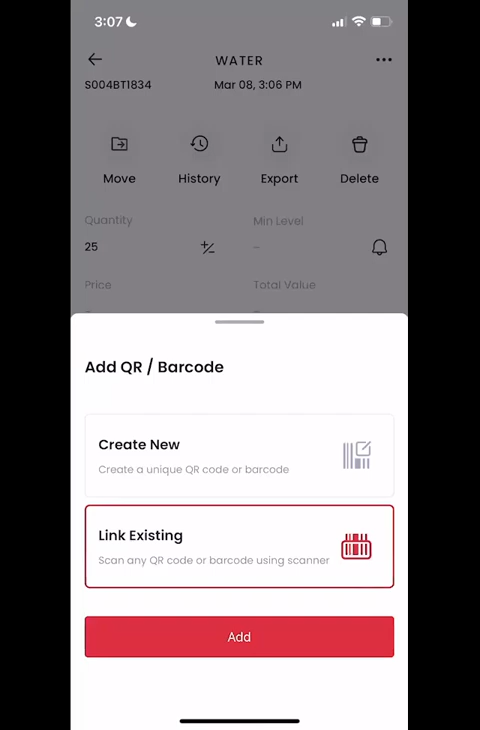 3:07
WATER
S004BT1834 Mar 08, 3:06 PM
Move History Export Delete
Quantity Min Level
25 –
Price Total Value
Add QR / Barcode
Create New
Create a unique QR code or barcode
Link Existing
Scan any QR code or barcode using scanner
Add